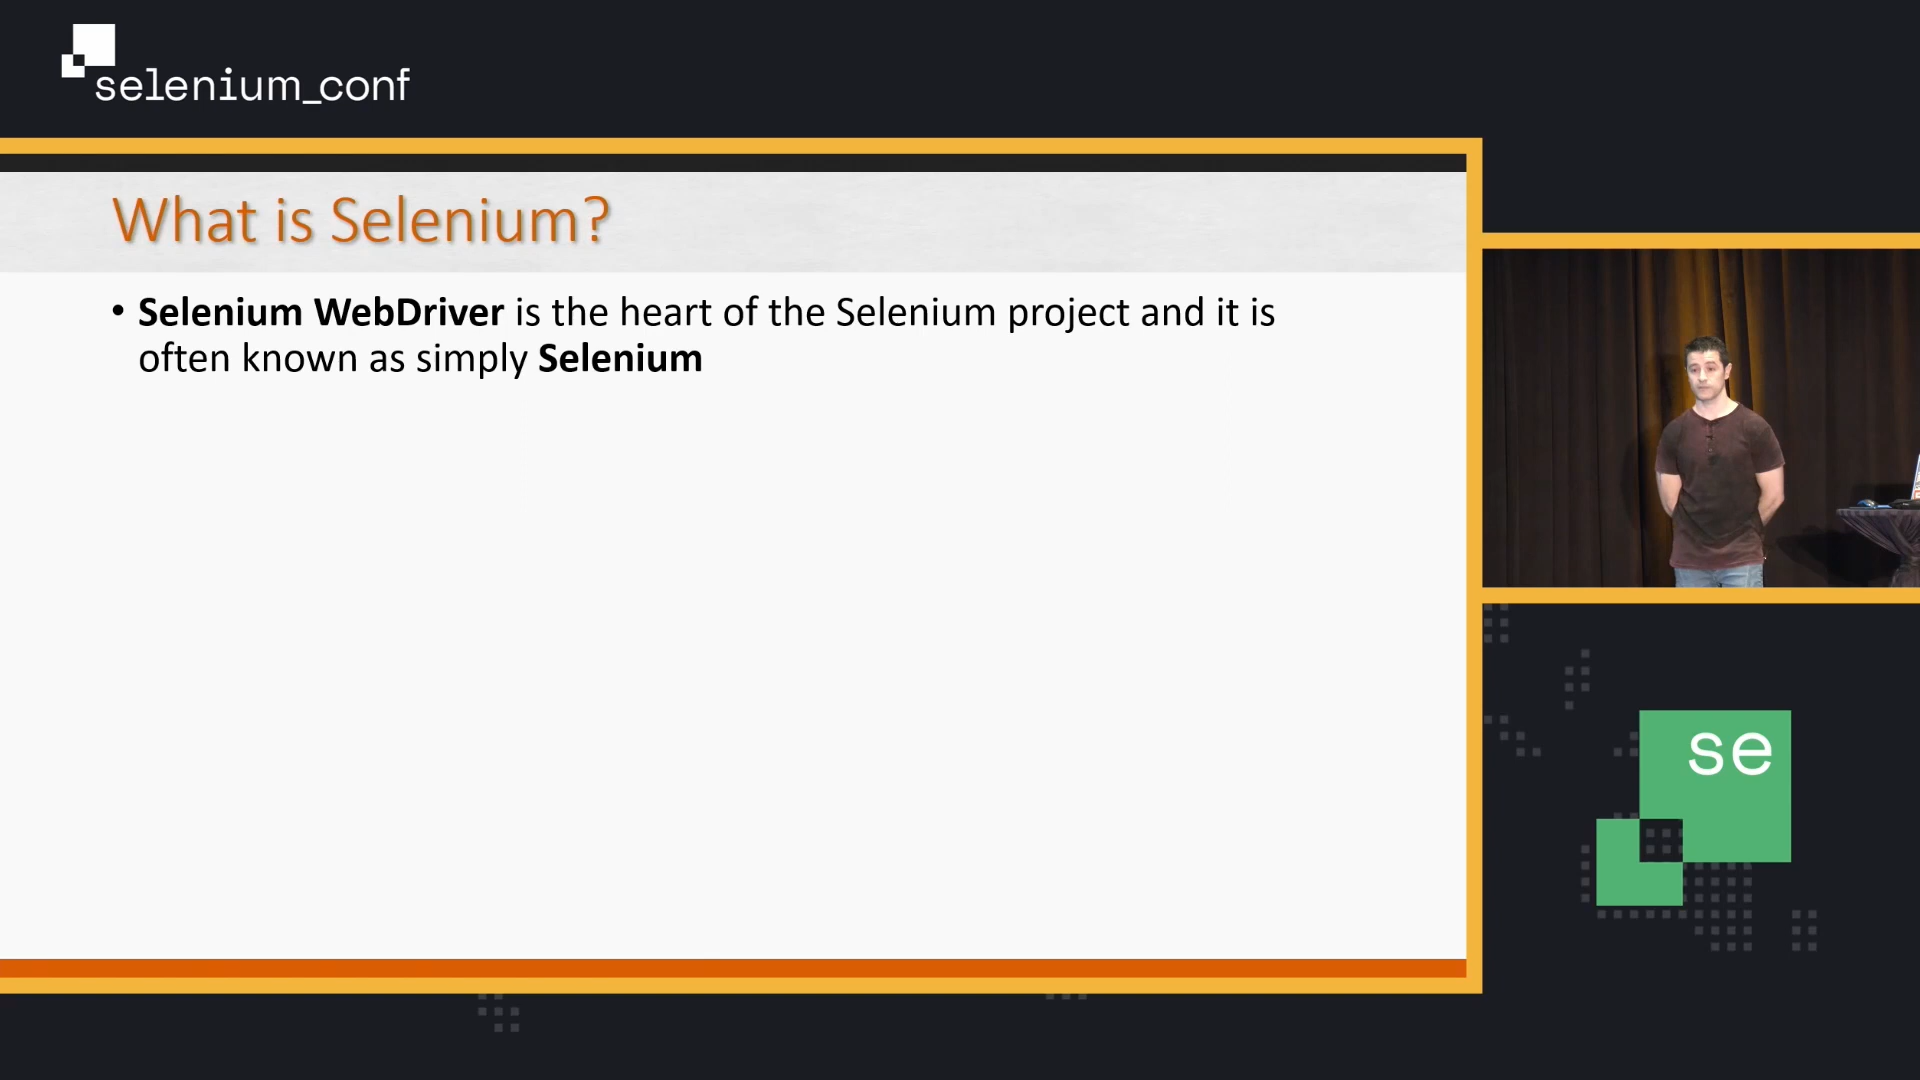 selenium_conf
What is Selenium?
• Selenium WebDriver is the heart of the Selenium project and it is
often known as simply Selenium
se